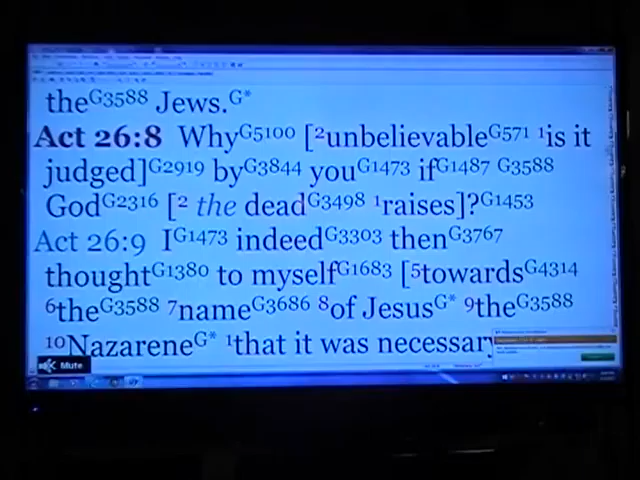 theG3588 Jews.G*
Act 26:8 WhyG5100 [2unbelievableG571 1is it
judged]G2919 byG3844 youG1473 ifG1487 G3588
GodG2316 [2 the deadG3498 1raises]?G1453
Act 26:9 IG1473 indeedG3303 thenG3767
thoughtG1380 to myselfG1683 [5towardsG4314
6theG3588 7nameG3686 8of JesusG* 9theG3588
10NazareneG* 1that it was necessary
Mute